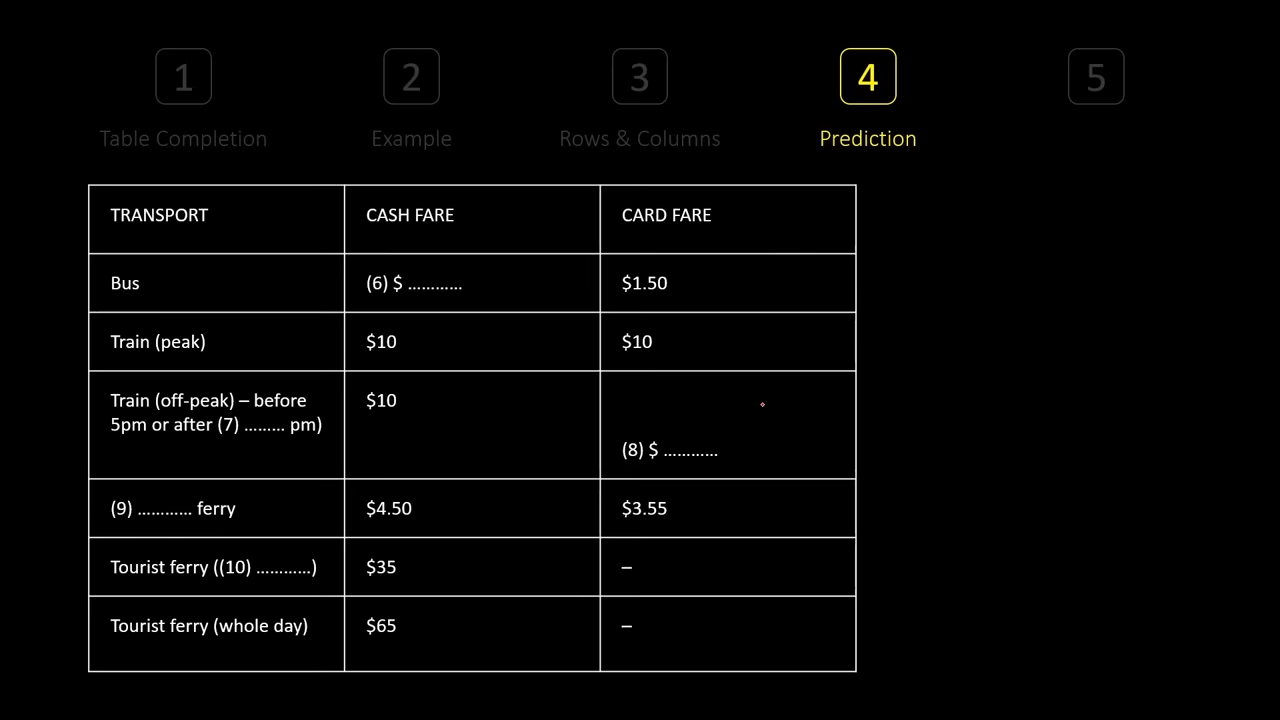 1
2
3
4
5
Table Completion
Example
Rows & Columns
Prediction
TRANSPORT
CASH FARE
CARD FARE
Bus
(6) $ …………
$1.50
Train (peak)
$10
$10
Train (off-peak) – before
5pm or after (7) ……… pm)
$10
(8) $ …………
(9) ………… ferry
$4.50
$3.55
Tourist ferry ((10) …………)
$35
–
Tourist ferry (whole day)
$65
–